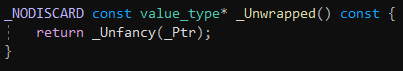 _NODISCARD const value_type* _Unwrapped() const {
    return _Unfancy(_Ptr);
}